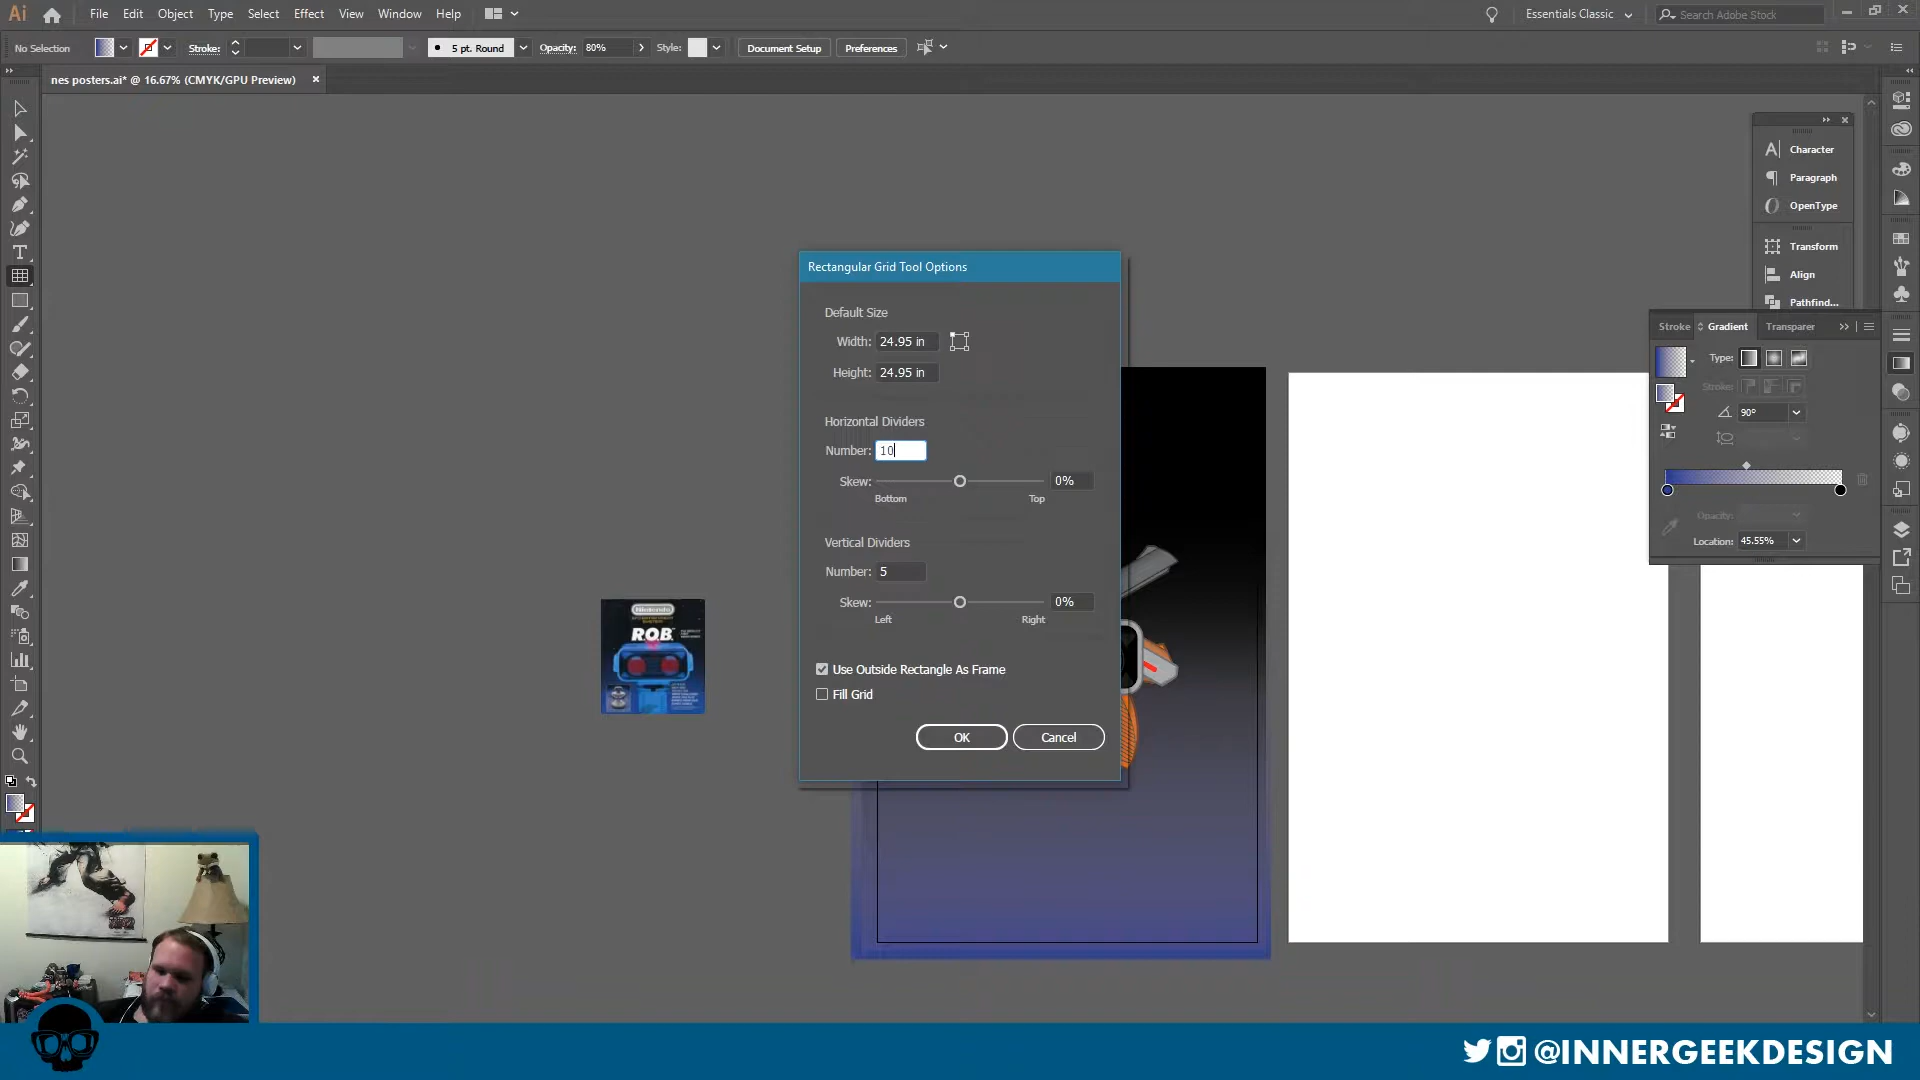 Ai File Edit Object Type Select Effect View Window Help Essentials Classic Search Adobe Stock
No Selection Stroke: 5 pt. Round Opacity: 80% Style: Document Setup Preferences
nes posters.ai* @ 16.67% (CMYK/GPU Preview) ×
Character
Paragraph
OpenType
Transform
Align
Pathfind...
Rectangular Grid Tool Options
Default Size
Width: 24.95 in
Height: 24.95 in
Horizontal Dividers
Number: 10
Skew: 0%
Bottom Top
Vertical Dividers
Number: 5
Skew: 0%
Left Right
Use Outside Rectangle As Frame
Fill Grid
OK Cancel
Stroke Gradient Transparer
Type:
Stroke:
90°
Opacity:
Location: 45.55%
Nintendo
R.O.B.
@INNERGEEKDESIGN